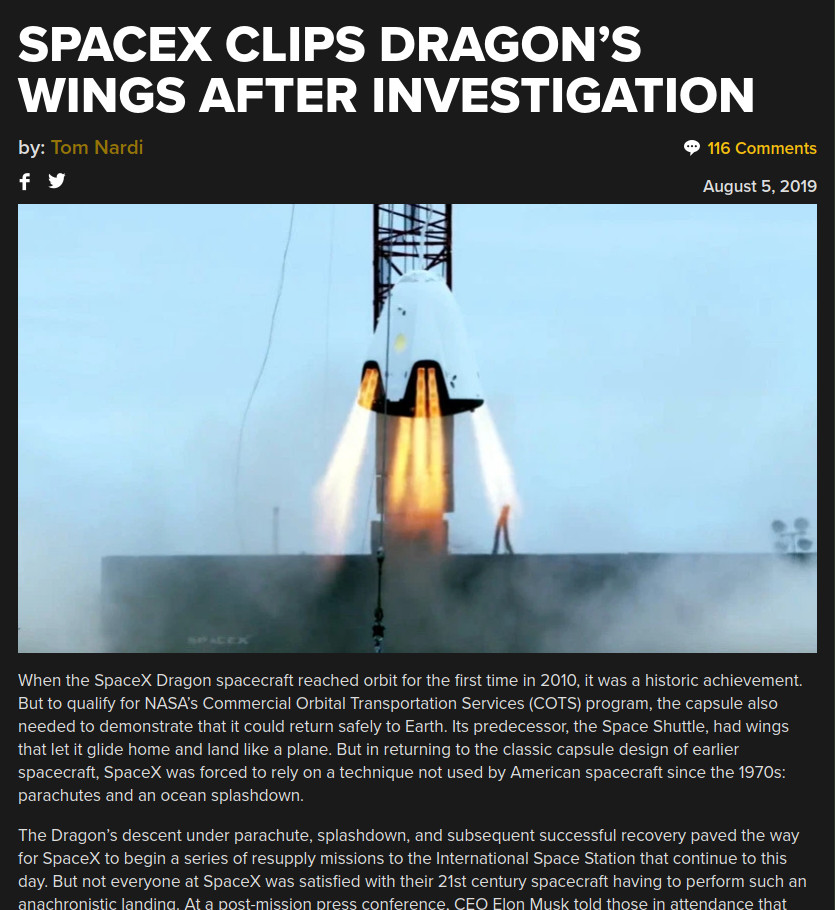 SPACEX CLIPS DRAGON’S
WINGS AFTER INVESTIGATION
by: Tom Nardi
116 Comments
August 5, 2019
SPACEX
When the SpaceX Dragon spacecraft reached orbit for the first time in 2010, it was a historic achievement.
But to qualify for NASA’s Commercial Orbital Transportation Services (COTS) program, the capsule also
needed to demonstrate that it could return safely to Earth. Its predecessor, the Space Shuttle, had wings
that let it glide home and land like a plane. But in returning to the classic capsule design of earlier
spacecraft, SpaceX was forced to rely on a technique not used by American spacecraft since the 1970s:
parachutes and an ocean splashdown.
The Dragon’s descent under parachute, splashdown, and subsequent successful recovery paved the way
for SpaceX to begin a series of resupply missions to the International Space Station that continue to this
day. But not everyone at SpaceX was satisfied with their 21st century spacecraft having to perform such an
anachronistic landing. At a post-mission press conference, CEO Elon Musk told those in attendance that